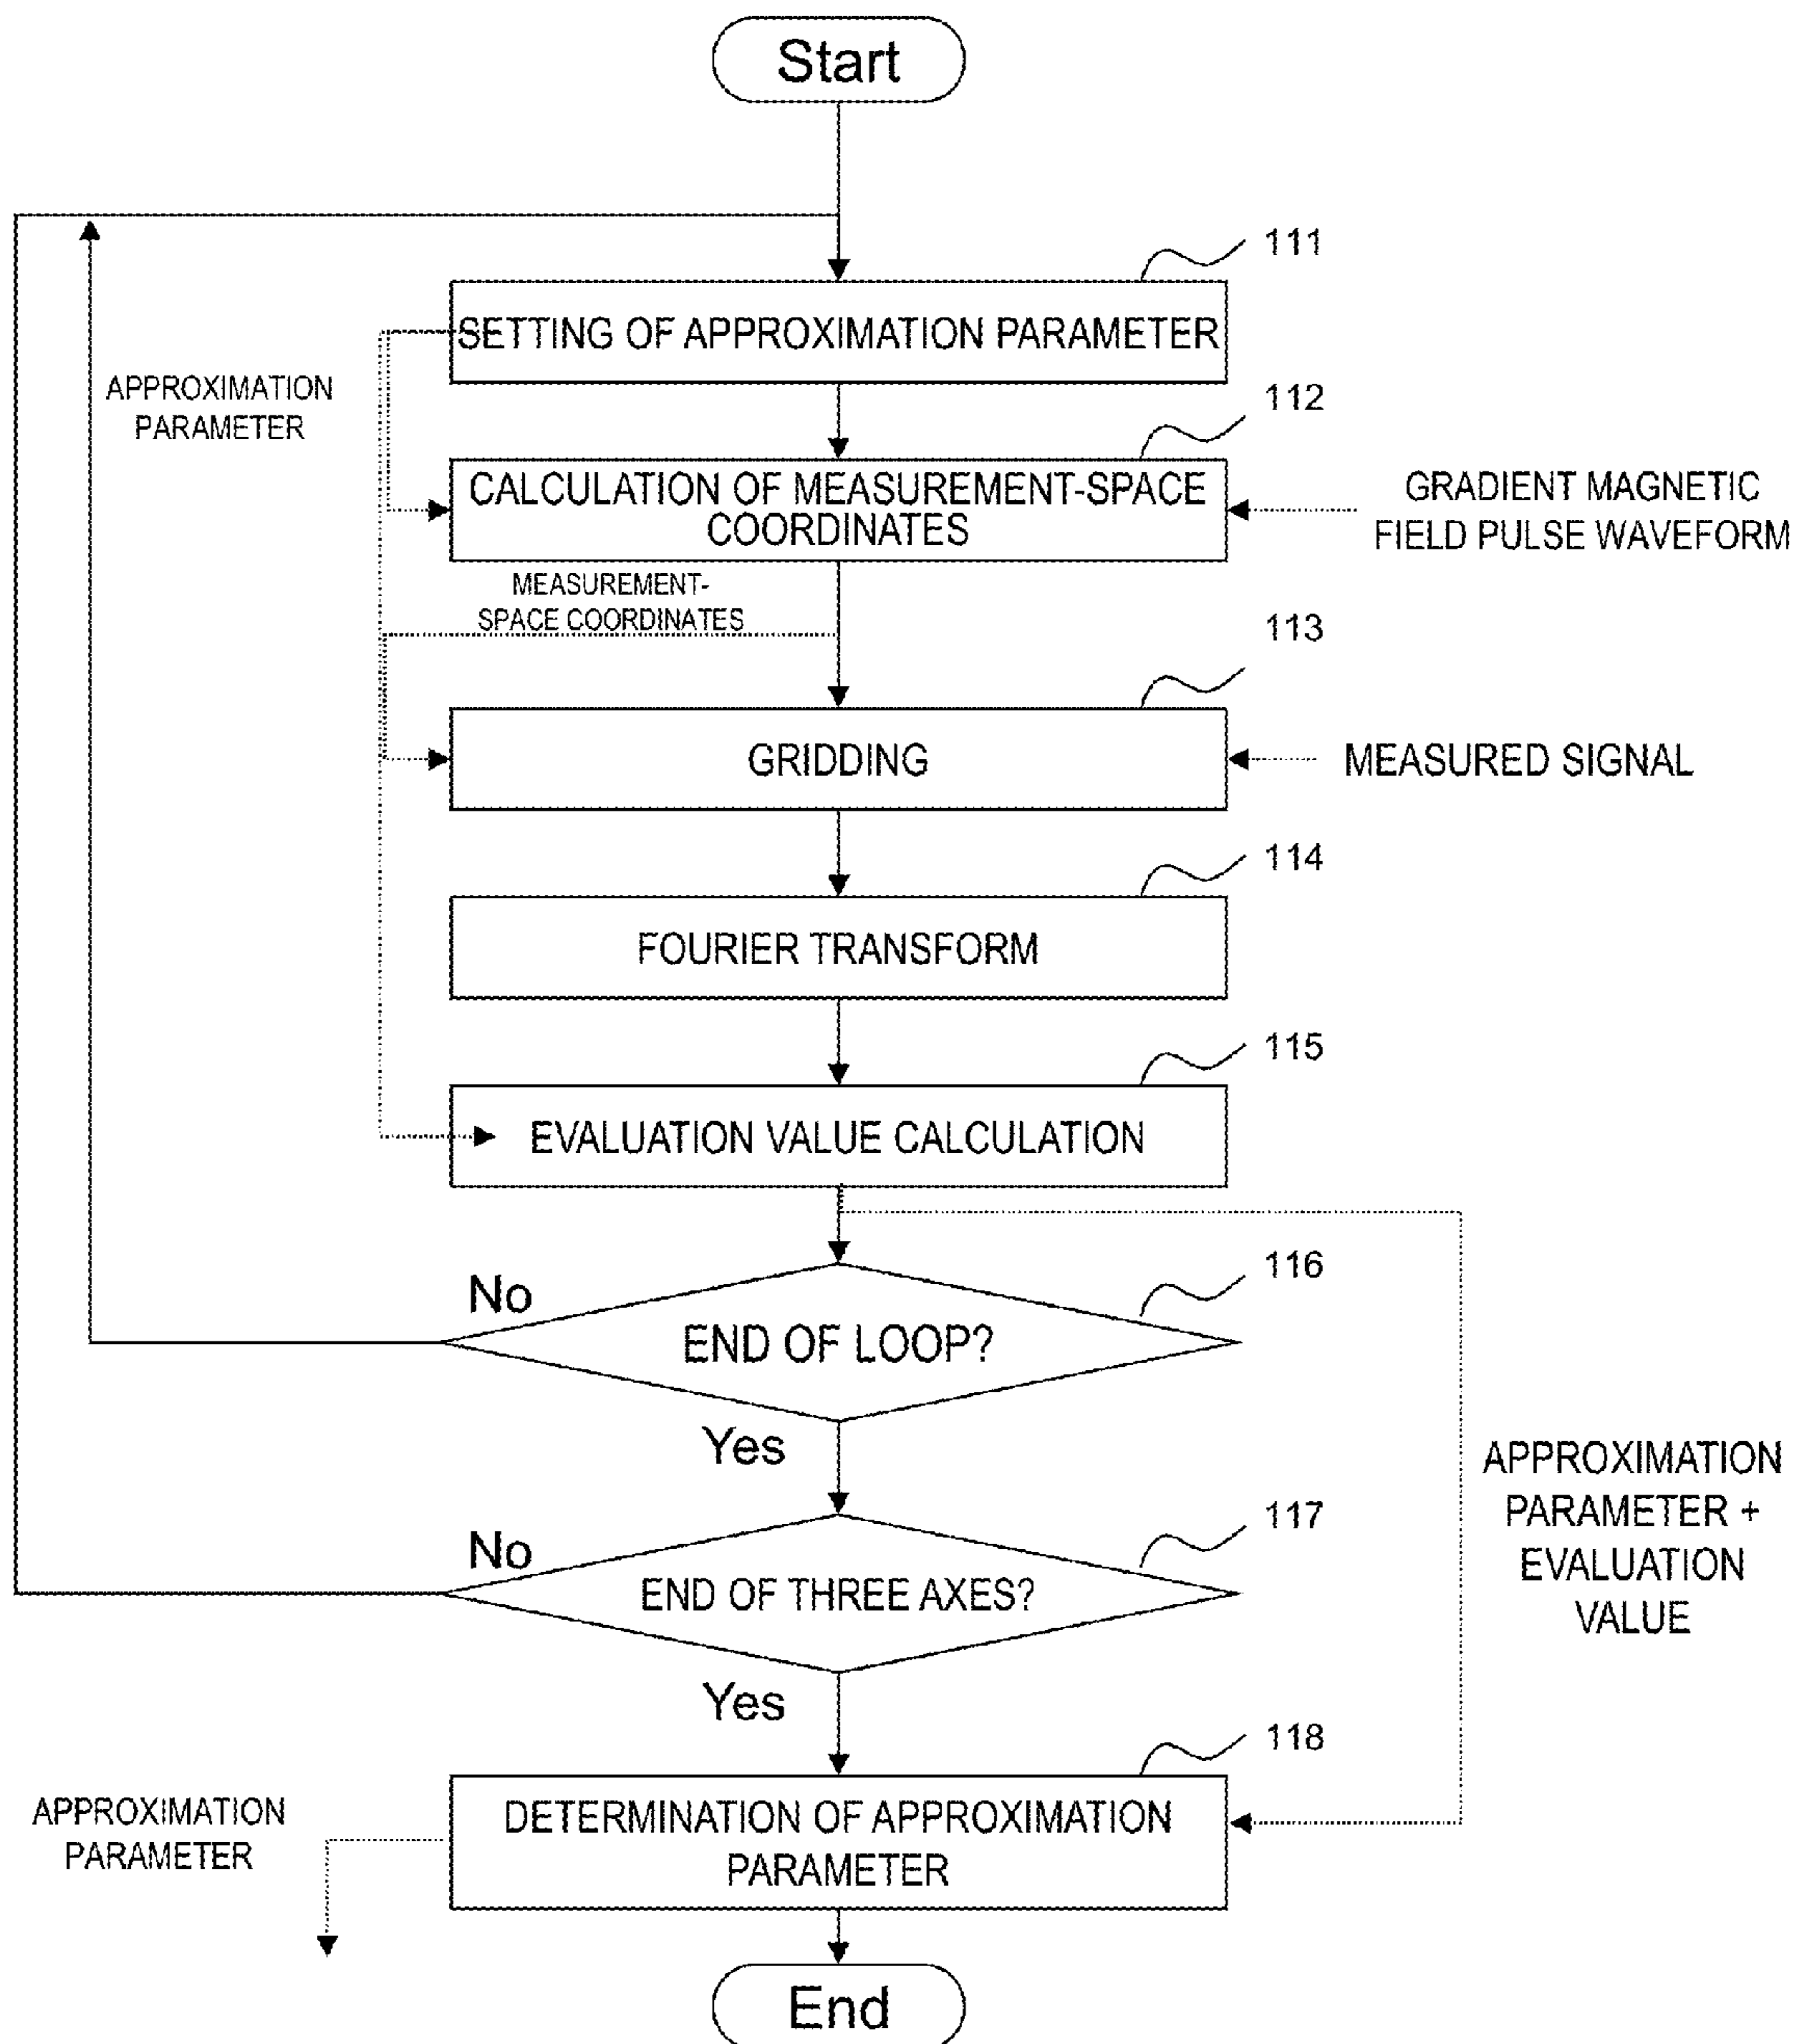 Start
111
SETTING OF APPROXIMATION PARAMETER
APPROXIMATION
PARAMETER
112
CALCULATION OF MEASUREMENT-SPACE
COORDINATES
GRADIENT MAGNETIC
FIELD PULSE WAVEFORM
MEASUREMENT-
SPACE COORDINATES
113
GRIDDING
MEASURED SIGNAL
114
FOURIER TRANSFORM
115
EVALUATION VALUE CALCULATION
116
No
END OF LOOP?
Yes
APPROXIMATION
PARAMETER +
EVALUATION
VALUE
117
No
END OF THREE AXES?
Yes
118
DETERMINATION OF APPROXIMATION
PARAMETER
APPROXIMATION
PARAMETER
End